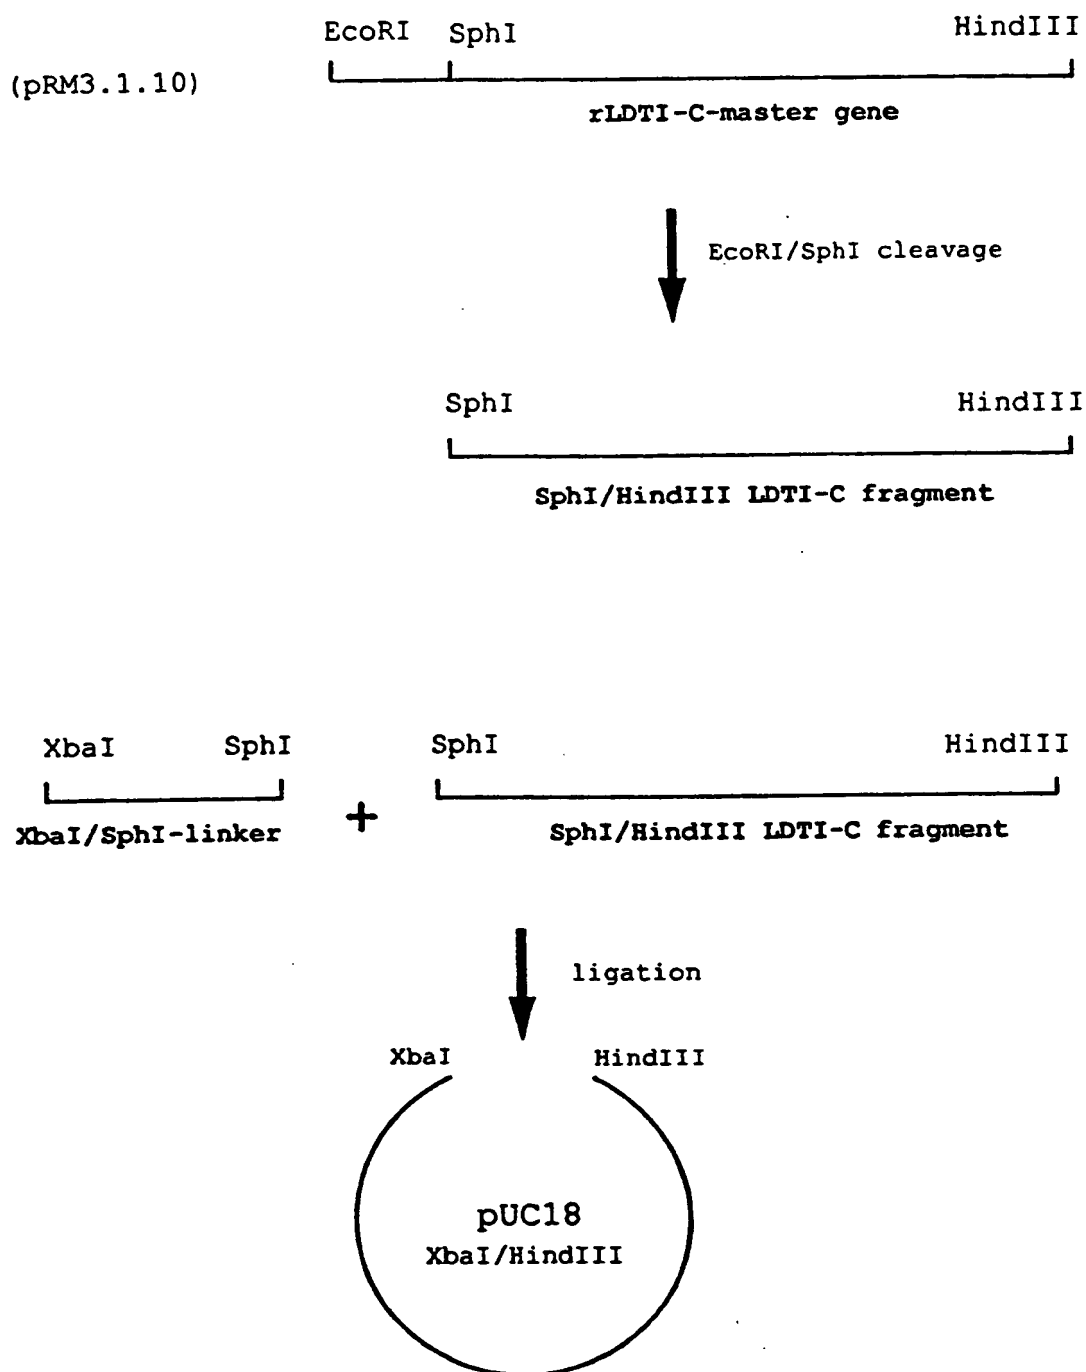 EcoRI SphI HindIII
(pRM3.1.10)
rLDTI-C-master gene
EcoRI/SphI cleavage
SphI HindIII
SphI/HindIII LDTI-C fragment
XbaI SphI SphI HindIII
+
XbaI/SphI-linker SphI/HindIII LDTI-C fragment
ligation
XbaI HindIII
pUC18
XbaI/HindIII